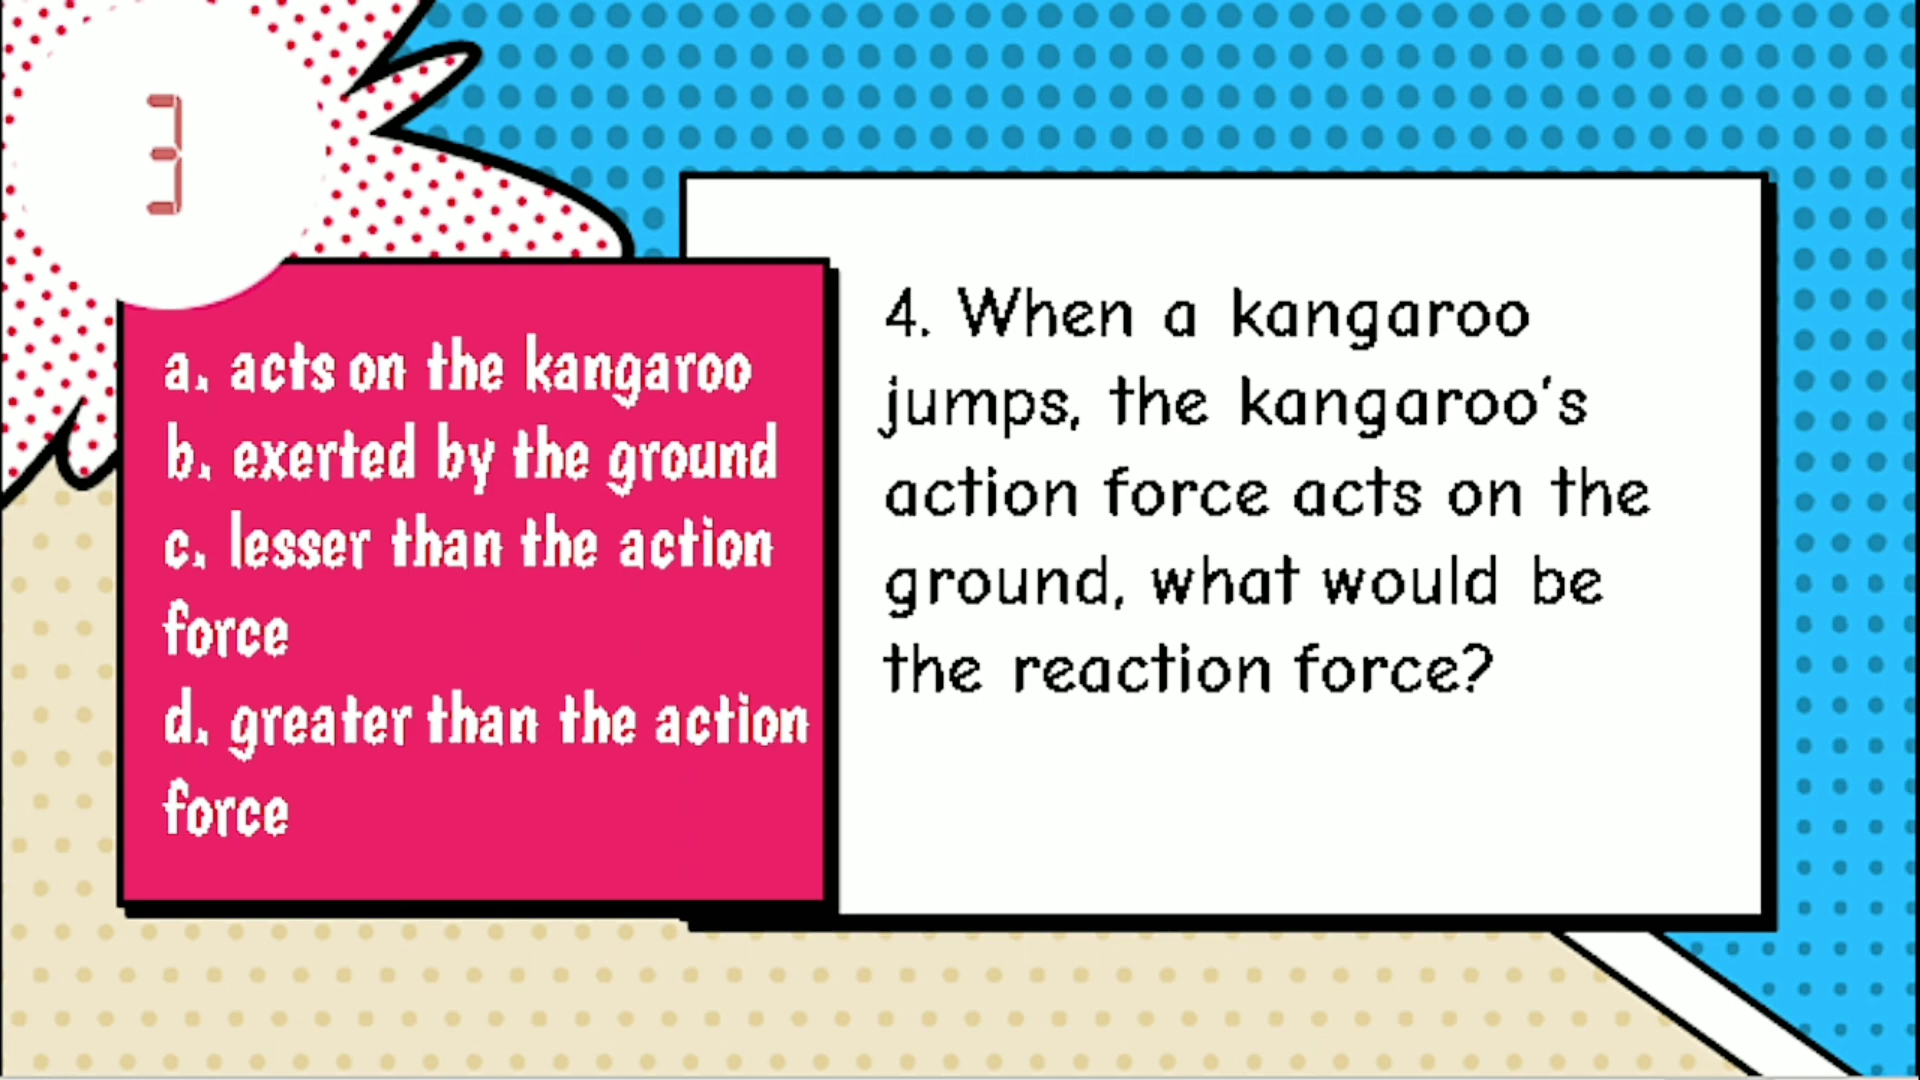 3
a. acts on the kangaroo
b. exerted by the ground
c. lesser than the action
force
d. greater than the action
force
4. When a kangaroo
jumps, the kangaroo's
action force acts on the
ground, what would be
the reaction force?